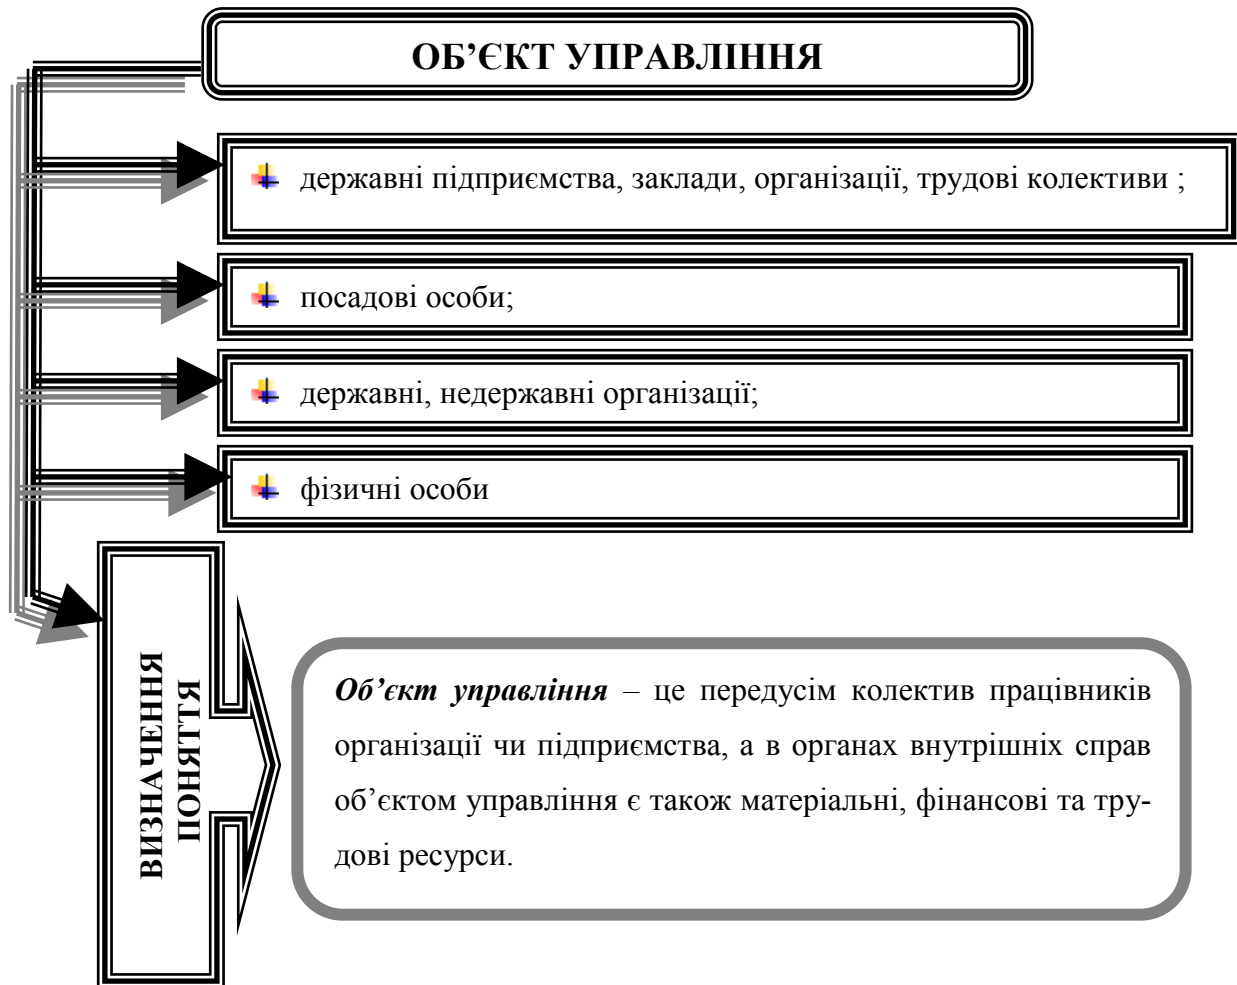 ОБ’ЄКТ УПРАВЛІННЯ
державні підприємства, заклади, організації, трудові колективи ;
посадові особи;
державні, недержавні організації;
фізичні особи
ВИЗНАЧЕННЯ
ПОНЯТТЯ
Об’єкт управління – це передусім колектив працівників
організації чи підприємства, а в органах внутрішніх справ
об’єктом управління є також матеріальні, фінансові та тру-
дові ресурси.